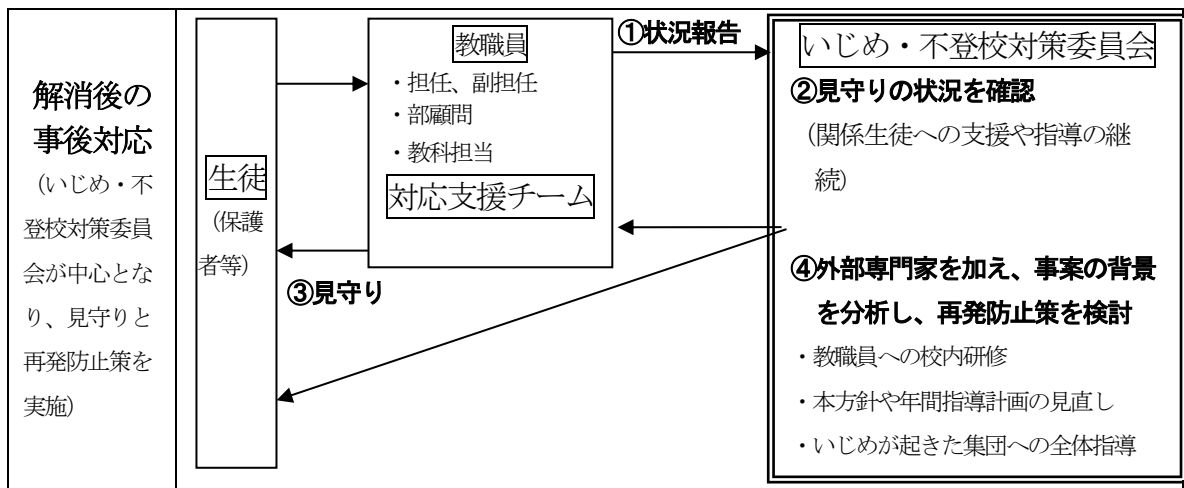 解消後の
事後対応
（いじめ・不
登校対策委員
会が中心とな
り、見守りと
再発防止策を
実施）
生徒
（保護
者等）
教職員
・担任、副担任
・部顧問
・教科担当
対応支援チーム
①状況報告
③見守り
いじめ・不登校対策委員会
②見守りの状況を確認
（関係生徒への支援や指導の継
続）
④外部専門家を加え、事案の背景
を分析し、再発防止策を検討
・教職員への校内研修
・本方針や年間指導計画の見直し
・いじめが起きた集団への全体指導